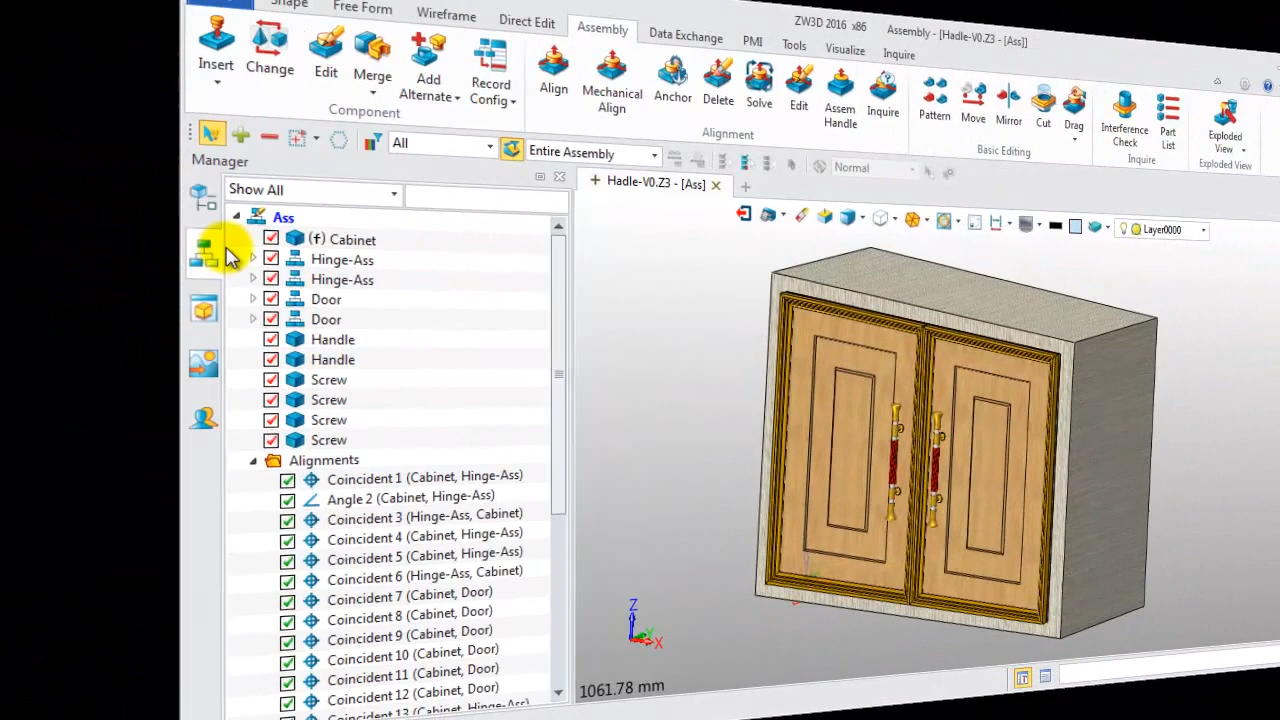 Shape
Free Form
Wireframe
Direct Edit
Assembly
Data Exchange
PMI
Tools
Visualize
Inquire
ZW3D 2016 x86
Assembly - [Hadle-V0.Z3 - [Ass]]
Insert
Change
Edit
Merge
Add Alternate
Record Config
Component
Align
Mechanical Align
Anchor
Delete
Solve
Edit
Assem Handle
Inquire
Alignment
Pattern
Move
Mirror
Cut
Drag
Basic Editing
Interference Check
Part List
Inquire
Exploded View
Exploded View
All
Entire Assembly
Normal
Manager
Show All
Hadle-V0.Z3 - [Ass]
Layer0000
Ass
(f) Cabinet
Hinge-Ass
Hinge-Ass
Door
Door
Handle
Handle
Screw
Screw
Screw
Screw
Alignments
Coincident 1 (Cabinet, Hinge-Ass)
Angle 2 (Cabinet, Hinge-Ass)
Coincident 3 (Hinge-Ass, Cabinet)
Coincident 4 (Cabinet, Hinge-Ass)
Coincident 5 (Cabinet, Hinge-Ass)
Coincident 6 (Hinge-Ass, Cabinet)
Coincident 7 (Cabinet, Door)
Coincident 8 (Cabinet, Door)
Coincident 9 (Cabinet, Door)
Coincident 10 (Cabinet, Door)
Coincident 11 (Cabinet, Door)
Coincident 12 (Cabinet, Door)
Coincident 13 (Cabinet, Hinge-Ass)
Z
Y
X
1061.78 mm